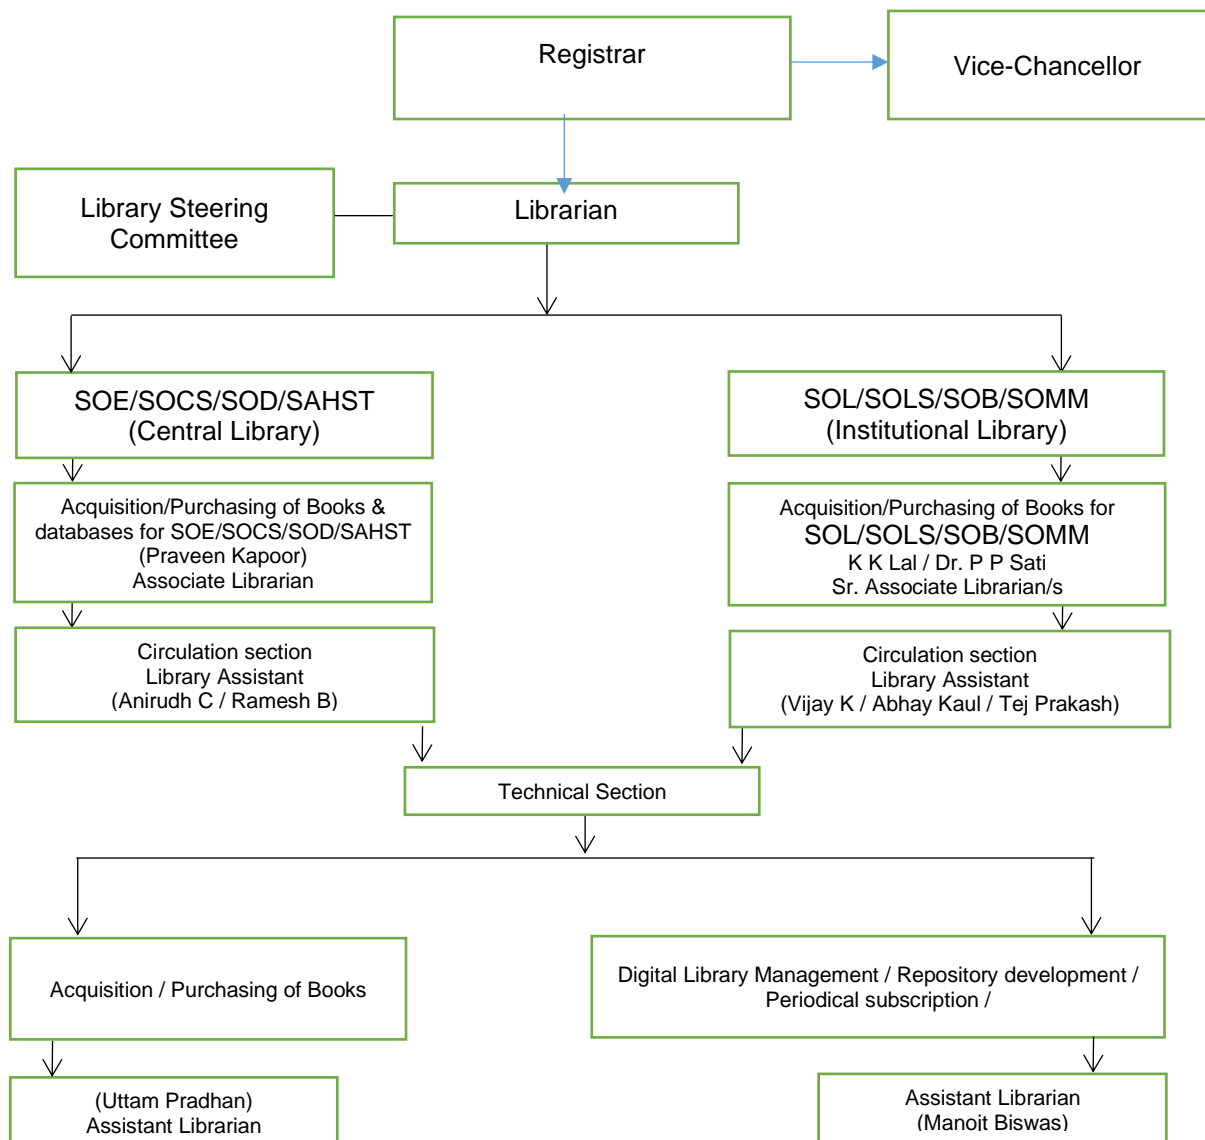 Registrar
Vice-Chancellor
Library Steering
Committee
Librarian
SOE/SOCS/SOD/SAHST
(Central Library)
SOL/SOLS/SOB/SOMM
(Institutional Library)
Acquisition/Purchasing of Books &
databases for SOE/SOCS/SOD/SAHST
(Praveen Kapoor)
Associate Librarian
Acquisition/Purchasing of Books for
SOL/SOLS/SOB/SOMM
K K Lal / Dr. P P Sati
Sr. Associate Librarian/s
Circulation section
Library Assistant
(Anirudh C / Ramesh B)
Circulation section
Library Assistant
(Vijay K / Abhay Kaul / Tej Prakash)
Technical Section
Acquisition / Purchasing of Books
Digital Library Management / Repository development /
Periodical subscription /
(Uttam Pradhan)
Assistant Librarian
Assistant Librarian
(Manoit Biswas)